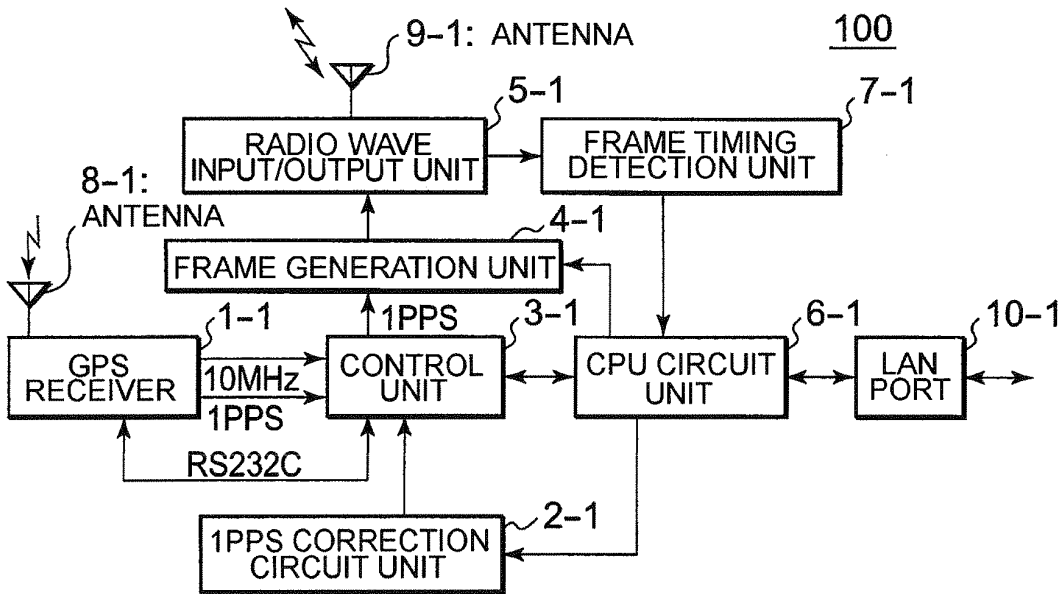 100
9-1: ANTENNA
5-1
7-1
RADIO WAVE
INPUT/OUTPUT UNIT
FRAME TIMING
DETECTION UNIT
8-1:
ANTENNA
4-1
FRAME GENERATION UNIT
1-1
1PPS
3-1
6-1
10-1
GPS
RECEIVER
10MHz
1PPS
CONTROL
UNIT
CPU CIRCUIT
UNIT
LAN
PORT
RS232C
2-1
1PPS CORRECTION
CIRCUIT UNIT